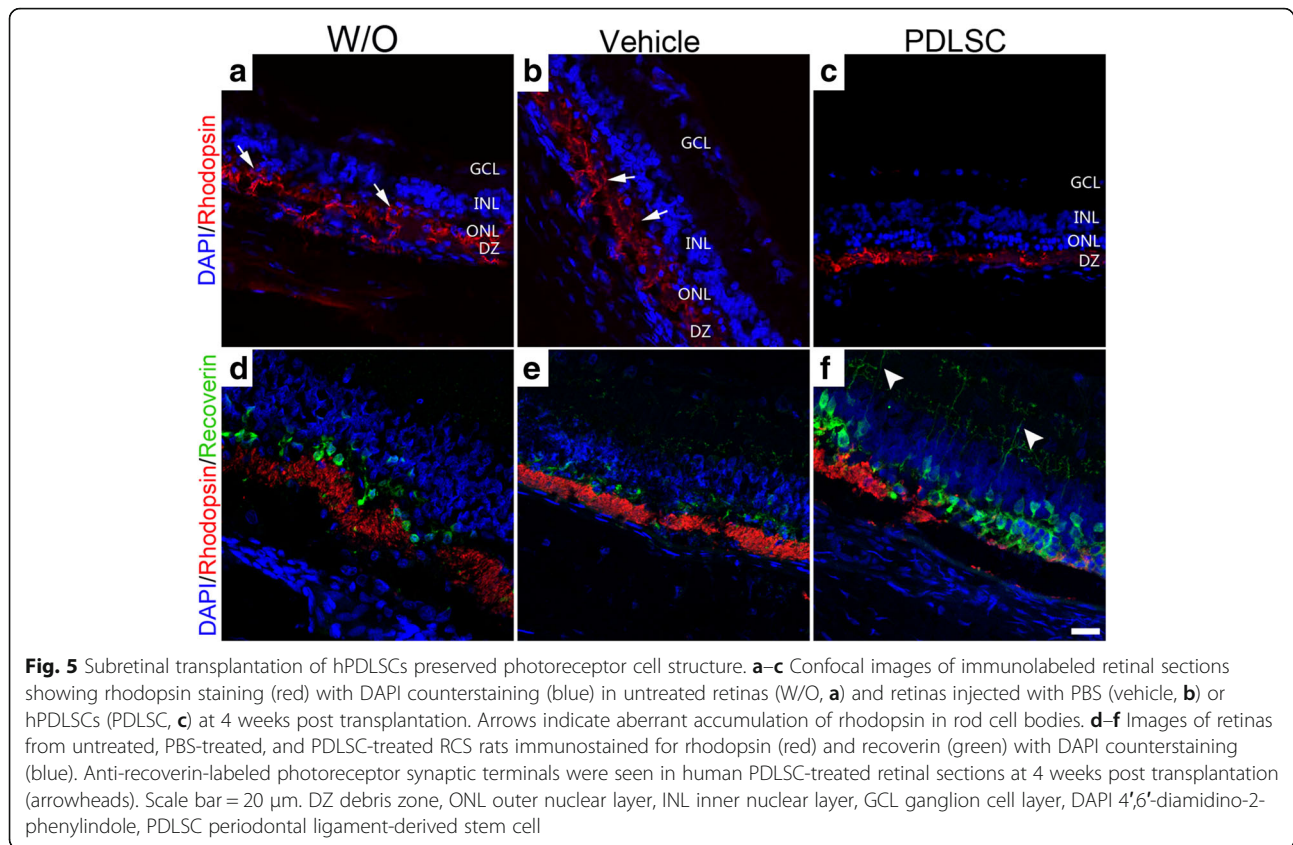 W/O Vehicle PDLSC
a b c
DAPI/Rhodopsin
GCL
INL
ONL
DZ
GCL
INL
ONL
DZ
GCL
INL
ONL
DZ
d e f
DAPI/Rhodopsin/Recoverin
Fig. 5 Subretinal transplantation of hPDLSCs preserved photoreceptor cell structure. a–c Confocal images of immunolabeled retinal sections
showing rhodopsin staining (red) with DAPI counterstaining (blue) in untreated retinas (W/O, a) and retinas injected with PBS (vehicle, b) or
hPDLSCs (PDLSC, c) at 4 weeks post transplantation. Arrows indicate aberrant accumulation of rhodopsin in rod cell bodies. d–f Images of retinas
from untreated, PBS-treated, and PDLSC-treated RCS rats immunostained for rhodopsin (red) and recoverin (green) with DAPI counterstaining
(blue). Anti-recoverin-labeled photoreceptor synaptic terminals were seen in human PDLSC-treated retinal sections at 4 weeks post transplantation
(arrowheads). Scale bar = 20 μm. DZ debris zone, ONL outer nuclear layer, INL inner nuclear layer, GCL ganglion cell layer, DAPI 4′,6′-diamidino-2-
phenylindole, PDLSC periodontal ligament-derived stem cell